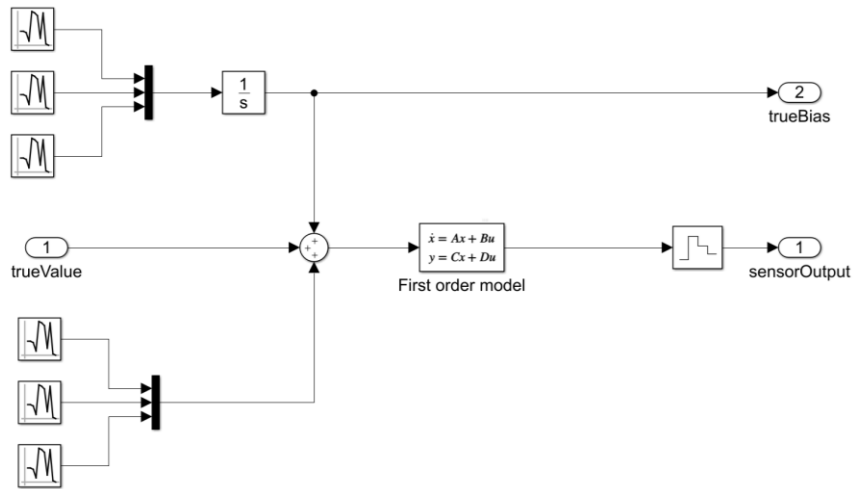 1
s
2
trueBias
1
trueValue
+
+
+
ẋ = Ax + Bu
y = Cx + Du
First order model
1
sensorOutput